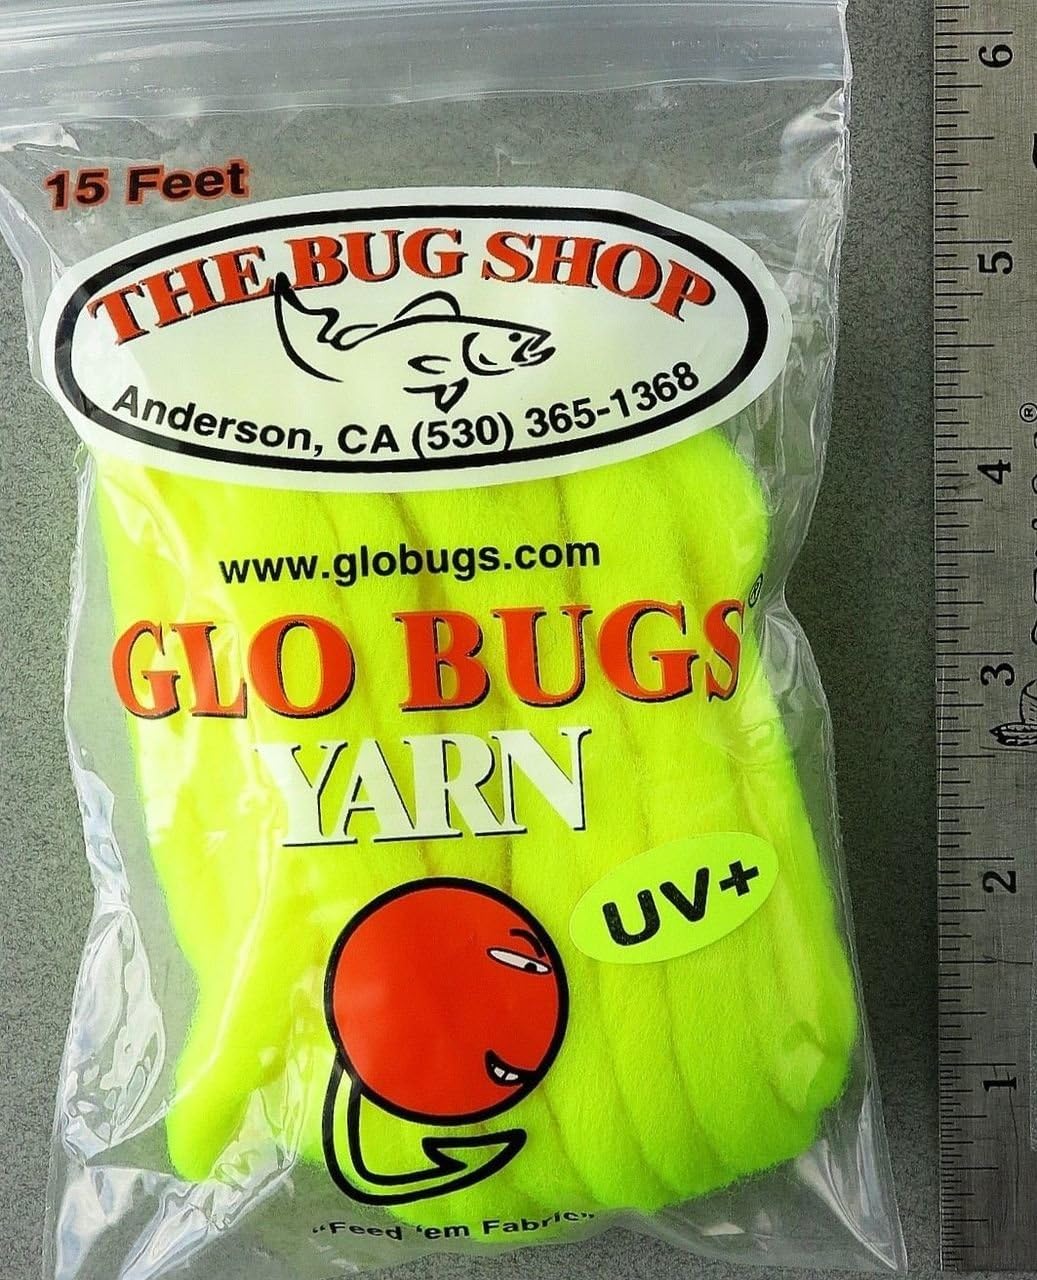 15 Feet
THE BUG SHOP
Anderson, CA (530) 365-1368
www.globugs.com
GLO BUGS®
YARN
UV+
"Feed 'em Fabric"
6
5
4
®
3
2
1